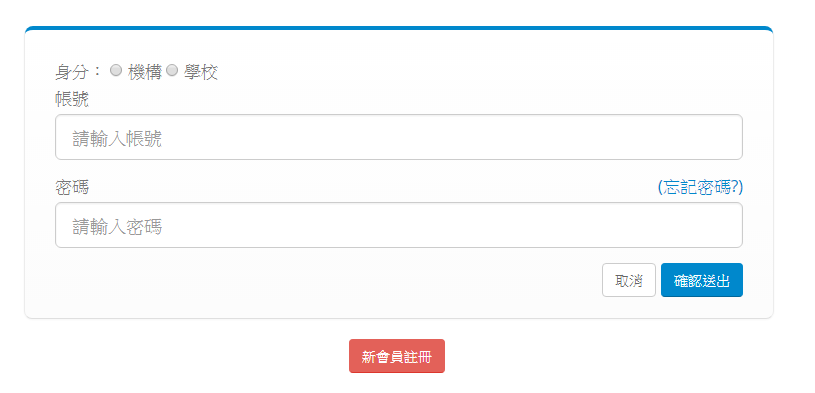 身分： 機構 學校
帳號
請輸入帳號
密碼 (忘記密碼?)
請輸入密碼
取消 確認送出
新會員註冊